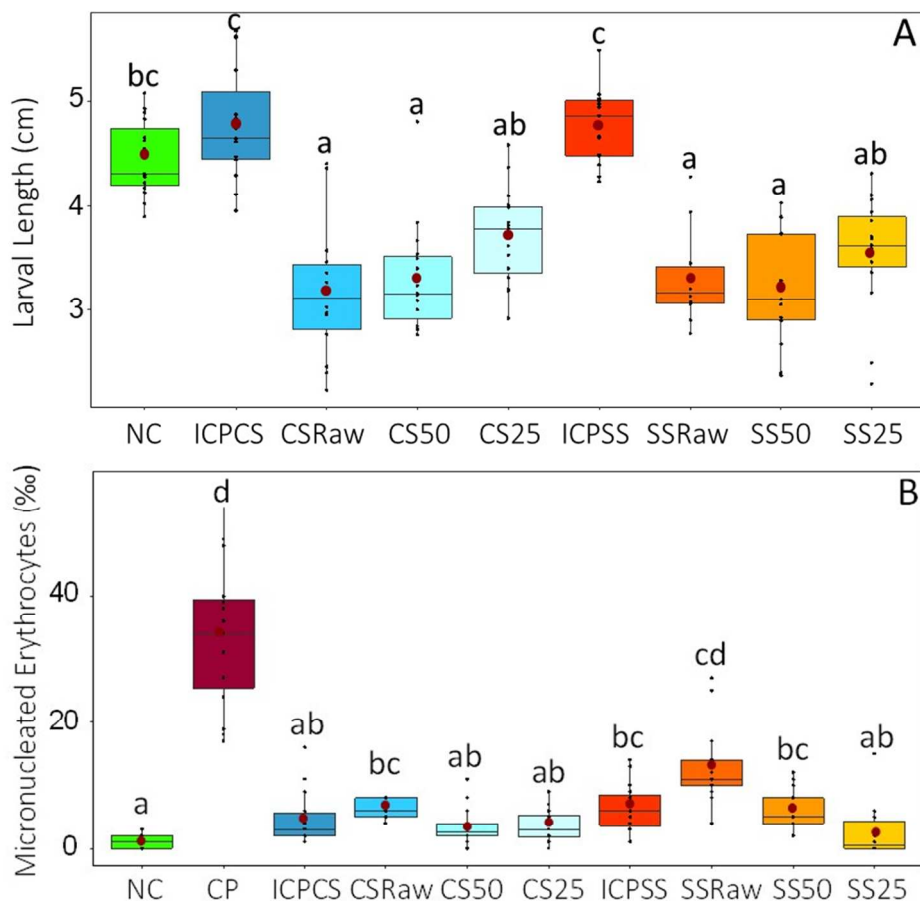 A
Larval Length (cm)
5
4
3
bc
c
a
a
ab
c
a
a
ab
NC ICPCS CSRaw CS50 CS25 ICPSS SSRaw SS50 SS25
B
Micronucleated Erythrocytes (‰)
40
20
0
a
d
ab
bc
ab
ab
bc
cd
bc
ab
NC CP ICPCS CSRaw CS50 CS25 ICPSS SSRaw SS50 SS25